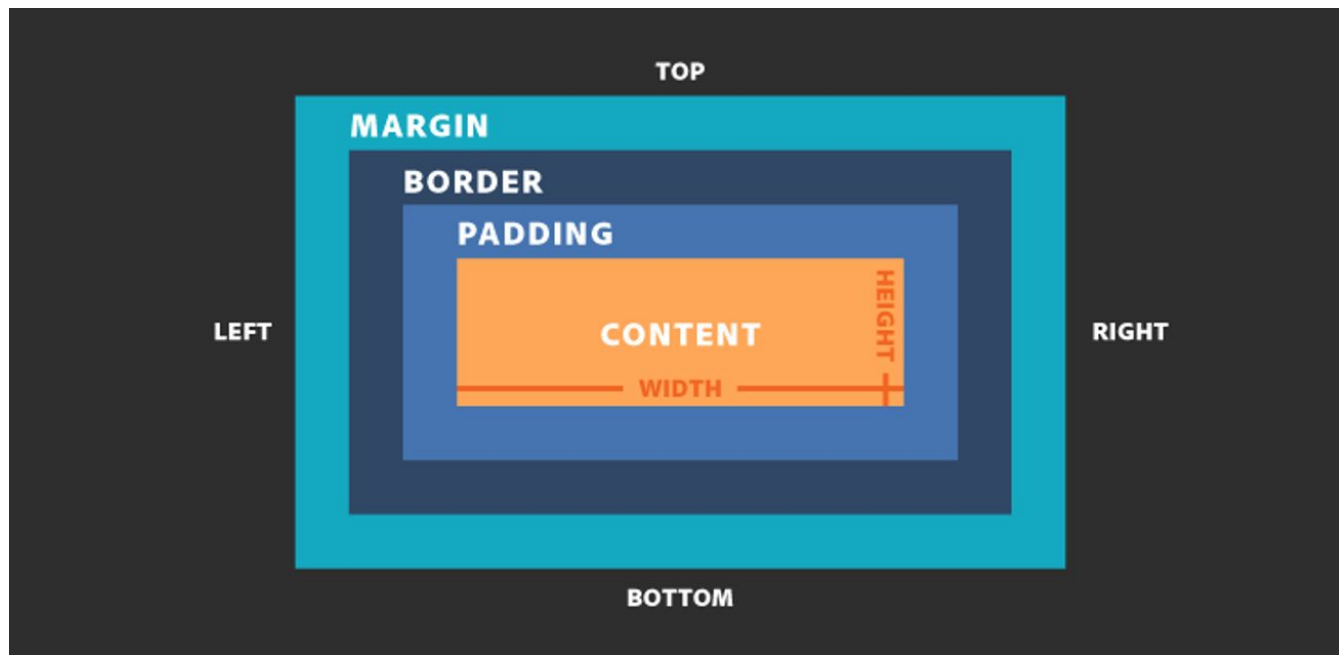 TOP
MARGIN
BORDER
PADDING
HEIGHT
LEFT
CONTENT
RIGHT
WIDTH
BOTTOM